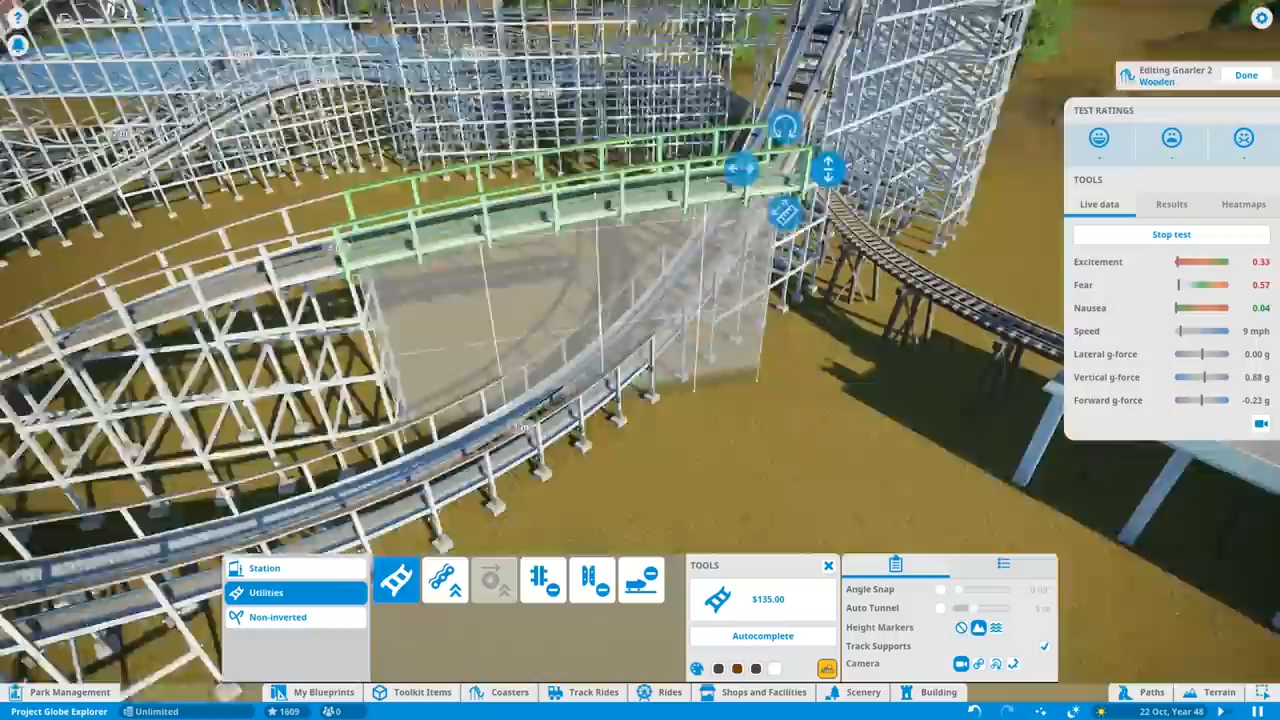 Editing Gnarler 2
Wooden
Done
TEST RATINGS
- - -
TOOLS
Live data Results Heatmaps
Stop test
Excitement 0.33
Fear 0.57
Nausea 0.04
Speed 9 mph
Lateral g-force 0.00 g
Vertical g-force 0.88 g
Forward g-force -0.23 g
Station
Utilities
Non-inverted
TOOLS
$135.00
Autocomplete
Angle Snap
Auto Tunnel 5 m
Height Markers
Track Supports
Camera
Park Management My Blueprints Toolkit Items Coasters Track Rides Rides Shops and Facilities Scenery Building Paths Terrain
Project Globe Explorer Unlimited 1609 0 22 Oct, Year 48